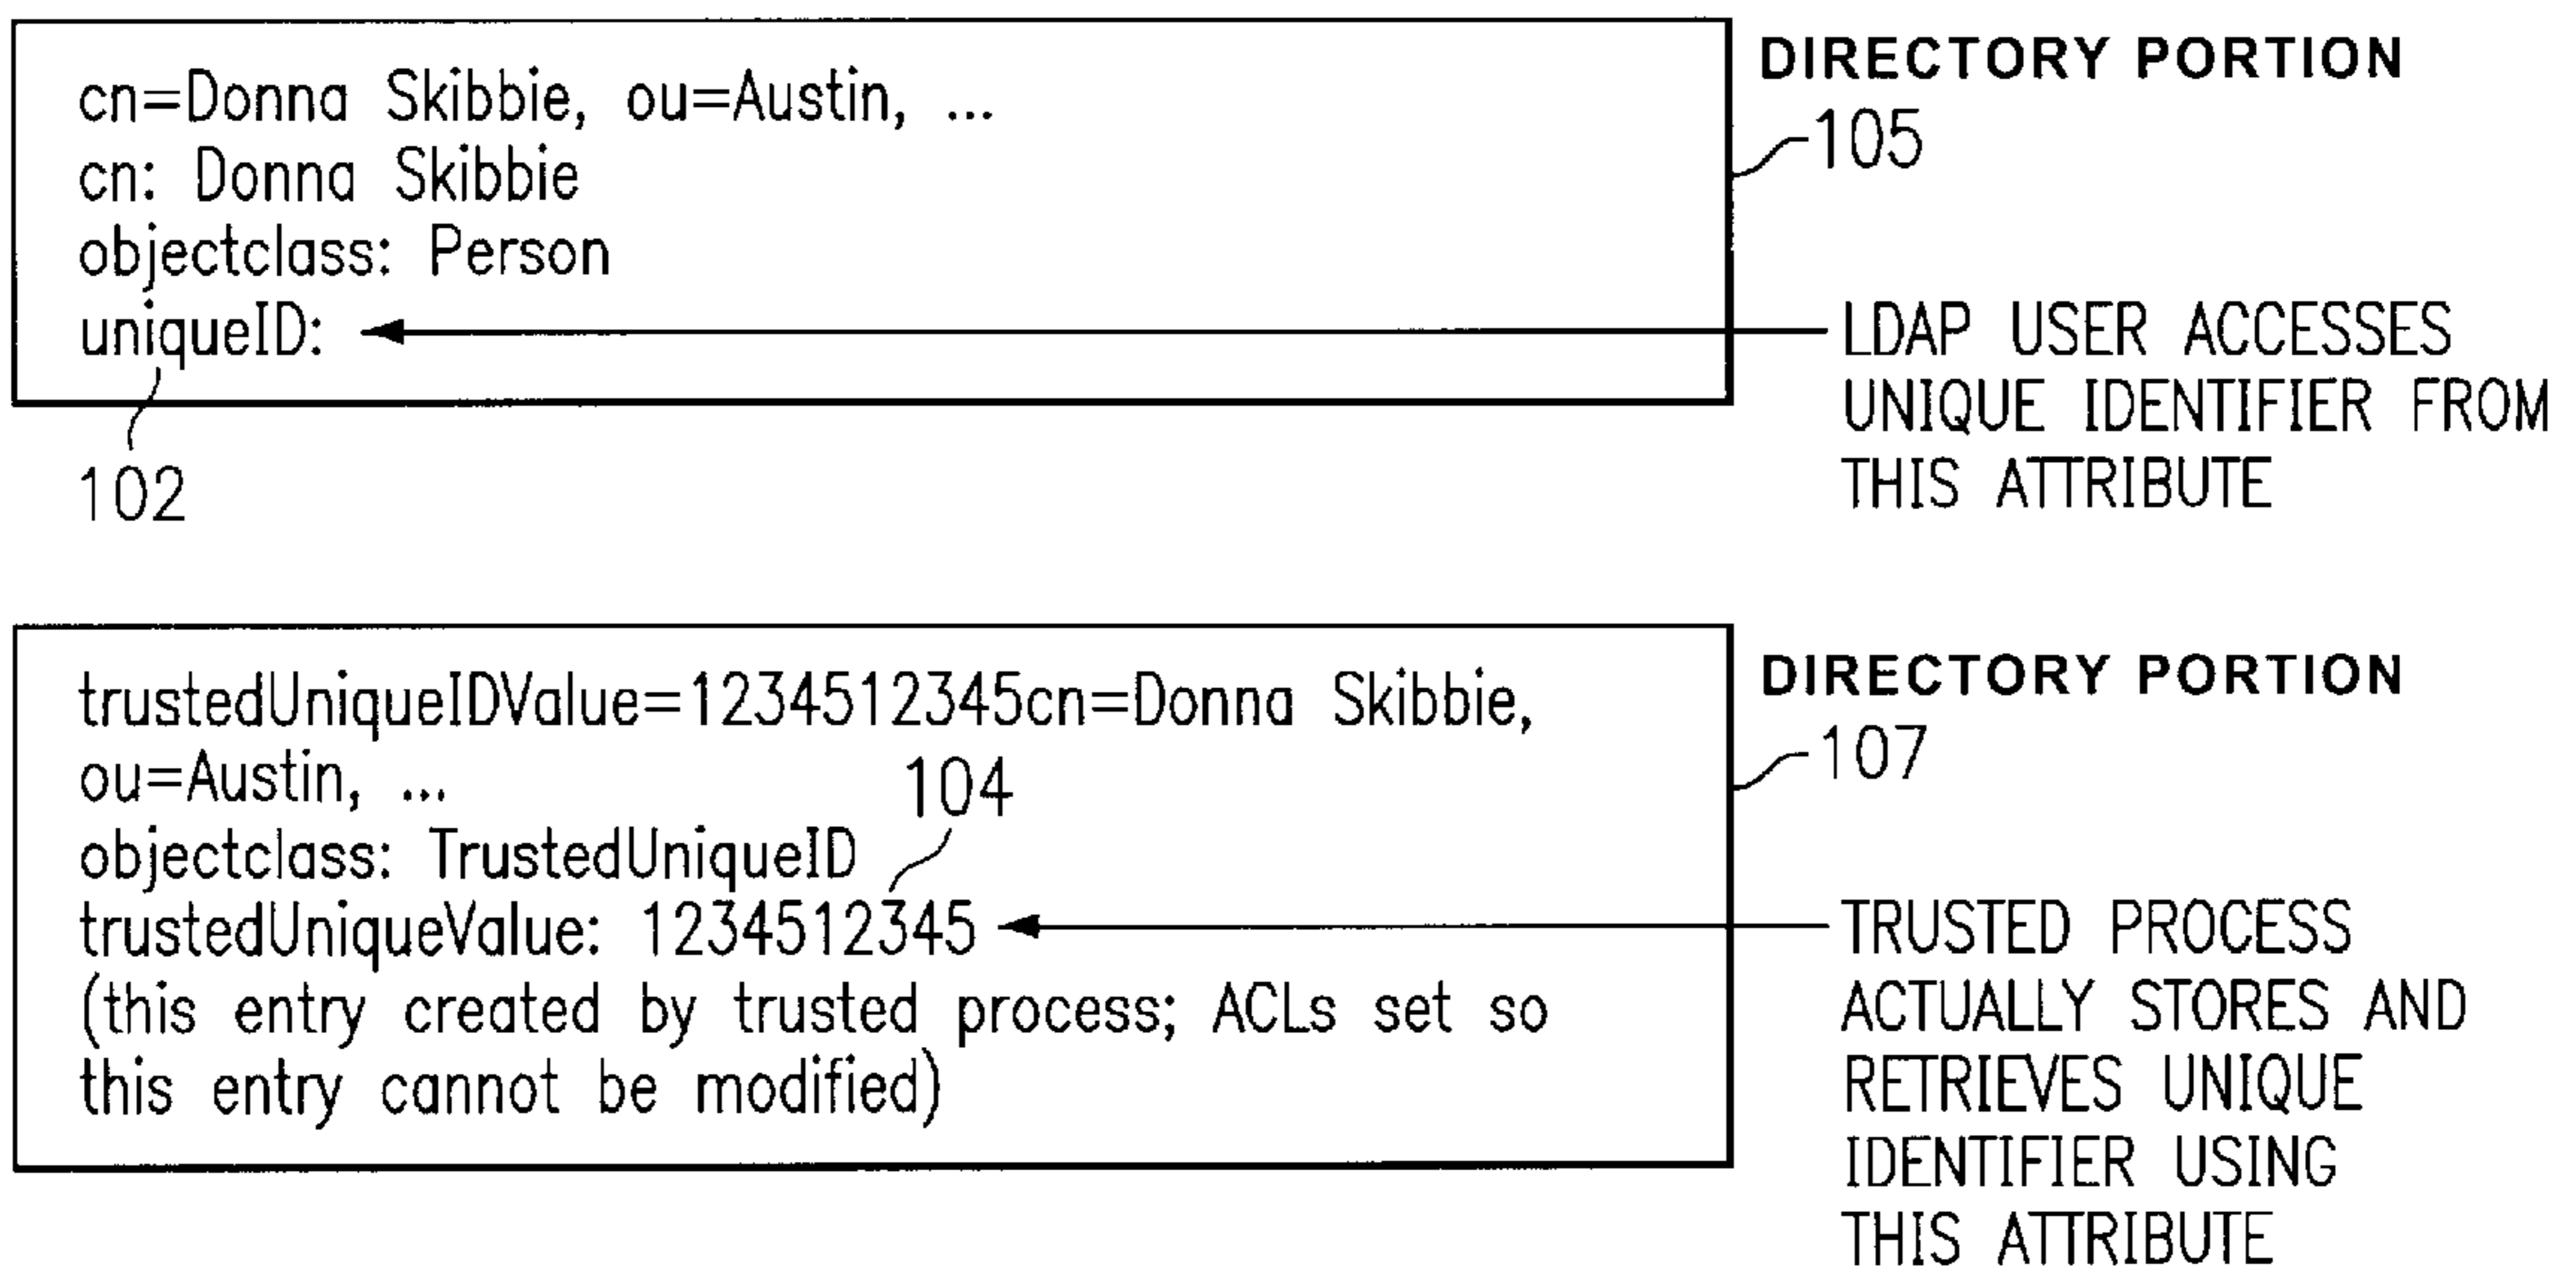 DIRECTORY PORTION
105
cn=Donna Skibbie, ou=Austin, ...
cn: Donna Skibbie
objectclass: Person
uniqueID:
102
LDAP USER ACCESSES
UNIQUE IDENTIFIER FROM
THIS ATTRIBUTE
DIRECTORY PORTION
107
trustedUniqueIDValue=1234512345cn=Donna Skibbie,
ou=Austin, ...
104
objectclass: TrustedUniqueID
trustedUniqueValue: 1234512345
(this entry created by trusted process; ACLs set so
this entry cannot be modified)
TRUSTED PROCESS
ACTUALLY STORES AND
RETRIEVES UNIQUE
IDENTIFIER USING
THIS ATTRIBUTE